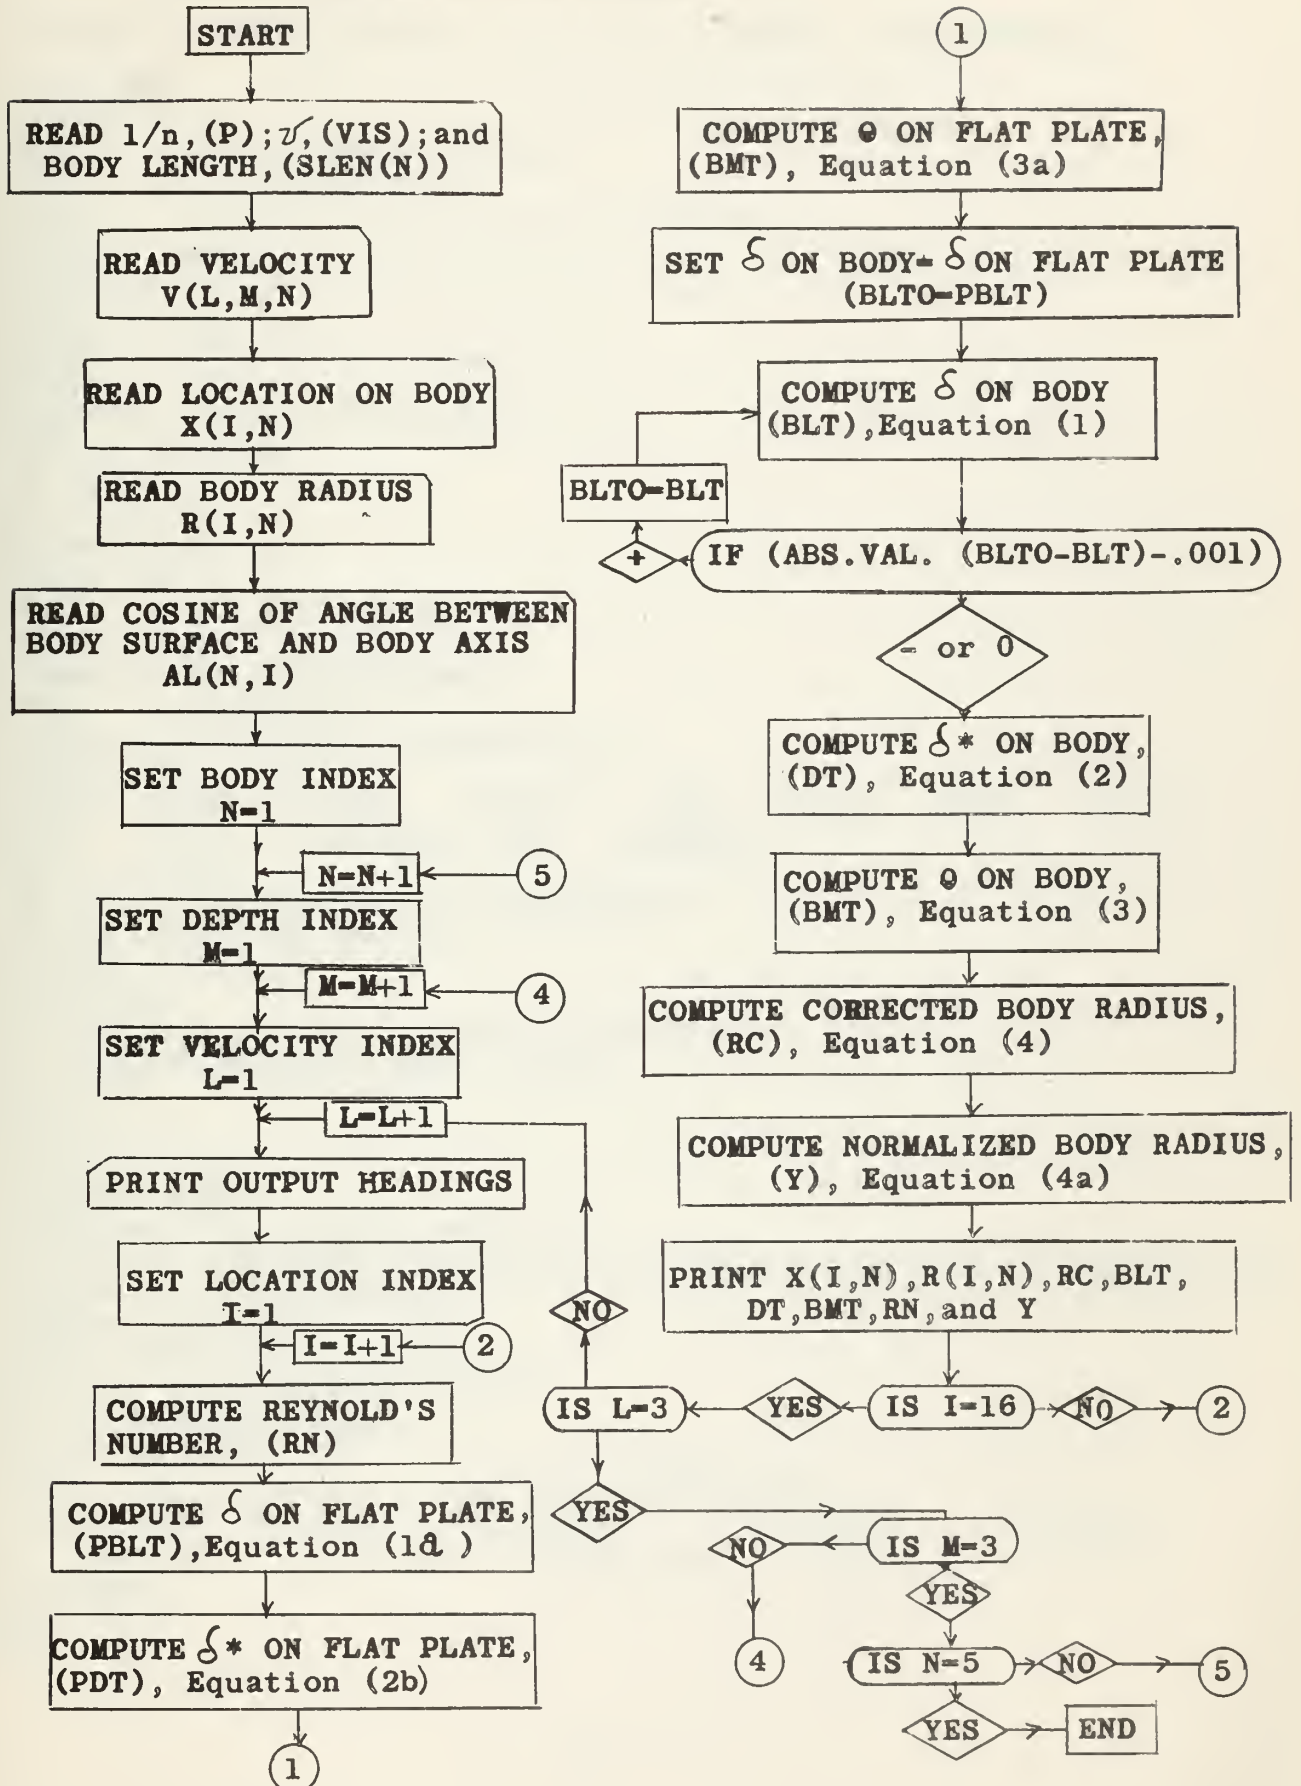 START
READ 1/n, (P); 𝜈, (VIS); and
BODY LENGTH, (SLEN(N))
READ VELOCITY
V(L,M,N)
READ LOCATION ON BODY
X(I,N)
READ BODY RADIUS
R(I,N)
READ COSINE OF ANGLE BETWEEN
BODY SURFACE AND BODY AXIS
AL(N,I)
SET BODY INDEX
N=1
N=N+1
5
SET DEPTH INDEX
M=1
M=M+1
4
SET VELOCITY INDEX
L=1
L=L+1
PRINT OUTPUT HEADINGS
SET LOCATION INDEX
I=1
I=I+1
2
COMPUTE REYNOLD'S
NUMBER, (RN)
COMPUTE δ ON FLAT PLATE,
(PBLT), Equation (1a )
COMPUTE δ* ON FLAT PLATE,
(PDT), Equation (2b)
1
1
COMPUTE θ ON FLAT PLATE,
(BMT), Equation (3a)
SET δ ON BODY= δ ON FLAT PLATE
(BLTO=PBLT)
COMPUTE δ ON BODY
(BLT), Equation (1)
BLTO=BLT
+
IF (ABS.VAL. (BLTO-BLT)-.001)
- or 0
COMPUTE δ* ON BODY,
(DT), Equation (2)
COMPUTE θ ON BODY,
(BMT), Equation (3)
COMPUTE CORRECTED BODY RADIUS,
(RC), Equation (4)
COMPUTE NORMALIZED BODY RADIUS,
(Y), Equation (4a)
PRINT X(I,N),R(I,N),RC,BLT,
DT,BMT,RN,and Y
IS I=16
NO
2
YES
IS L=3
NO
YES
IS M=3
NO
4
YES
IS N=5
NO
5
YES
END